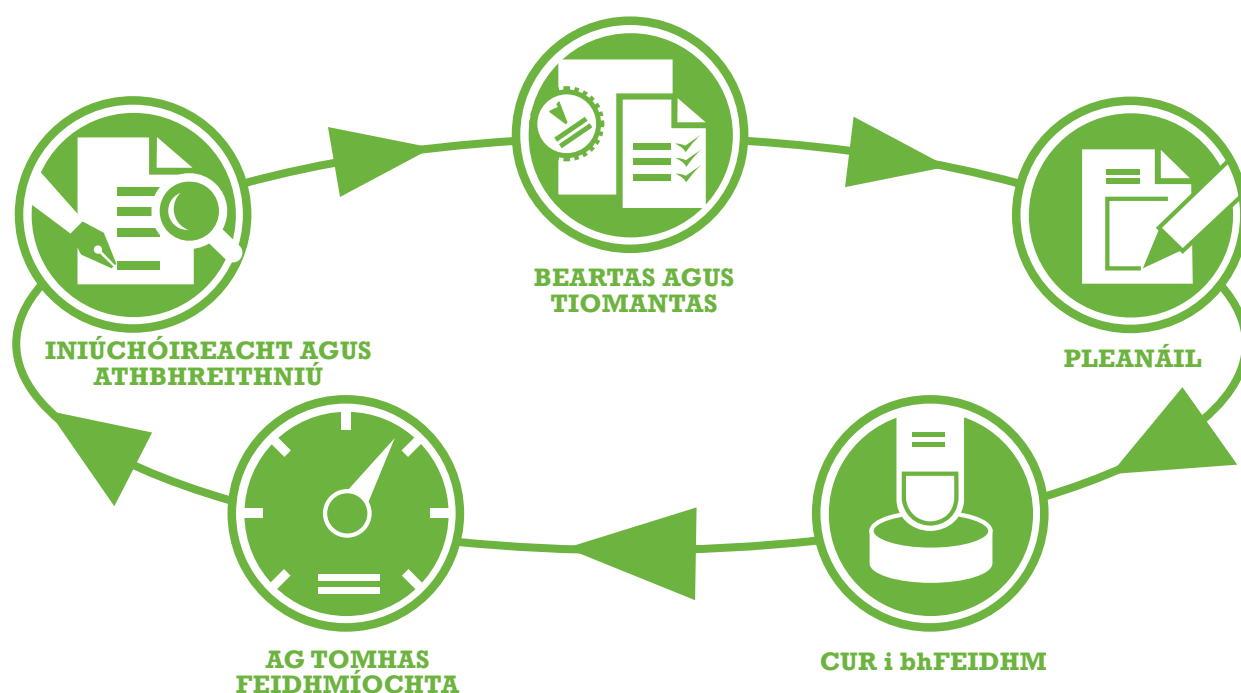 BEARTAS AGUS
TIOMANTAS
INIÚCHÓIREACHT AGUS
ATHBHREITHNIÚ
PLEANÁIL
AG TOMHAS
FEIDHMÍOCHTA
CUR i bhFEIDHM